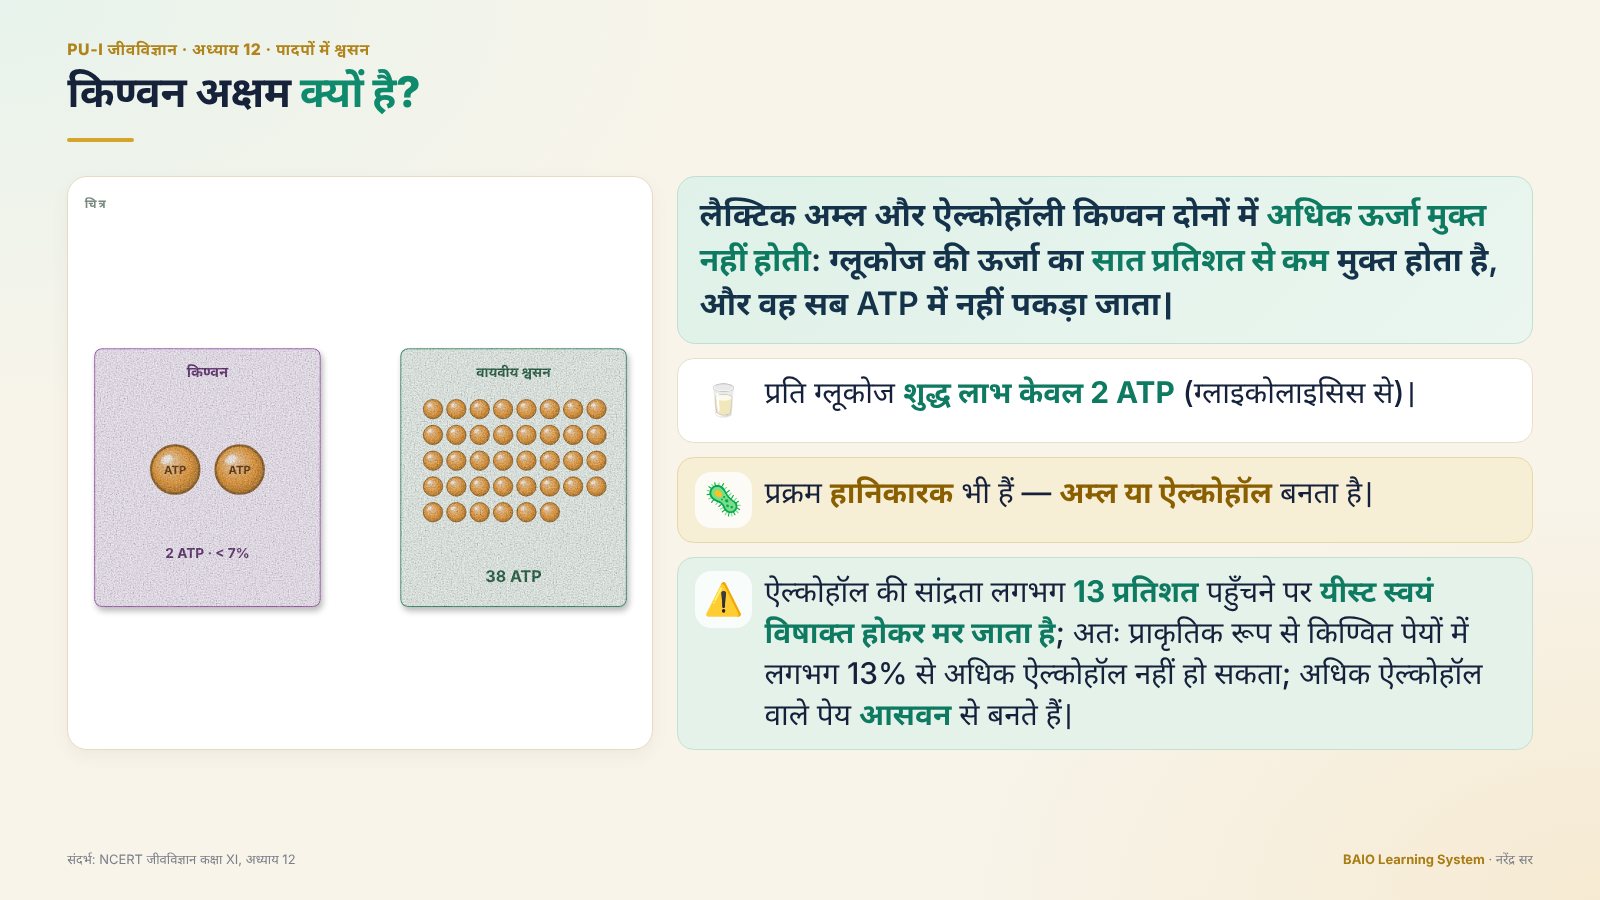 PU-I जीवविज्ञान · अध्याय 12 · पादपों में श्वसन
किण्वन अक्षम क्यों है?
चित्र
किण्वन
ATP ATP
2 ATP · < 7%
वायवीय श्वसन
38 ATP
लैक्टिक अम्ल और ऐल्कोहॉली किण्वन दोनों में अधिक ऊर्जा मुक्त
नहीं होती: ग्लूकोज की ऊर्जा का सात प्रतिशत से कम मुक्त होता है,
और वह सब ATP में नहीं पकड़ा जाता|
प्रति ग्लूकोज शुद्ध लाभ केवल 2 ATP (ग्लाइकोलाइसिस से)|
प्रक्रम हानिकारक भी हैं — अम्ल या ऐल्कोहॉल बनता है|
ऐल्कोहॉल की सांद्रता लगभग 13 प्रतिशत पहुँचने पर यीस्ट स्वयं
विषाक्त होकर मर जाता है; अतः प्राकृतिक रूप से किण्वित पेयों में
लगभग 13% से अधिक ऐल्कोहॉल नहीं हो सकता; अधिक ऐल्कोहॉल
वाले पेय आसवन से बनते हैं|
संदर्भ: NCERT जीवविज्ञान कक्षा XI, अध्याय 12
BAIO Learning System · नरेंद्र सर